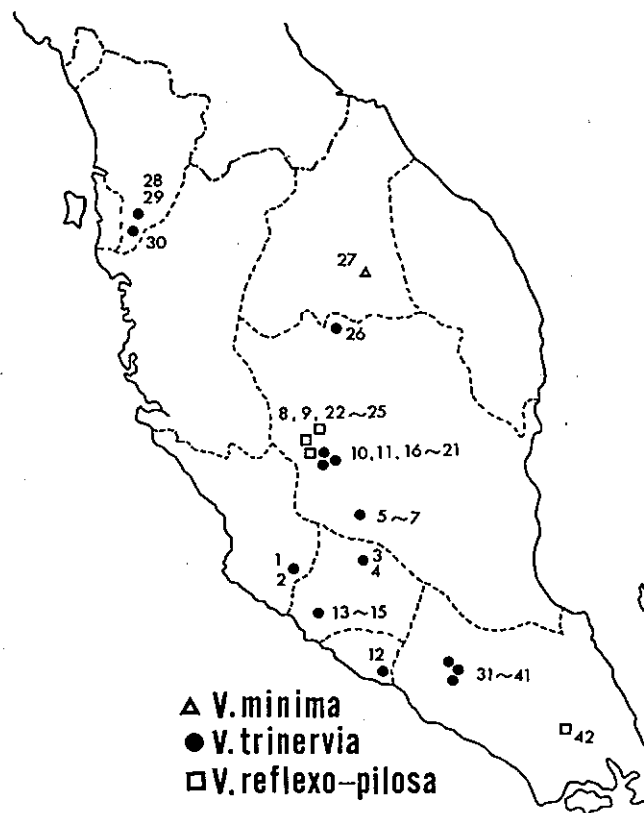 28
29
30
27
26
8, 9, 22~25
10, 11, 16~21
5~7
1
2
3
4
13~15
12
31~41
42
V. minima
V. trinervia
V. reflexo-pilosa